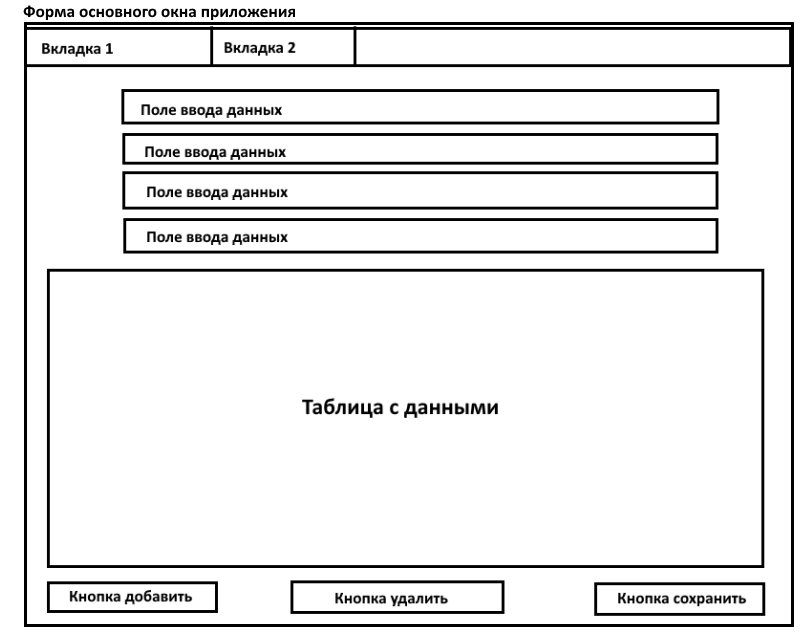 Форма основного окна приложения
Вкладка 1
Вкладка 2
Поле ввода данных
Поле ввода данных
Поле ввода данных
Поле ввода данных
Таблица с данными
Кнопка добавить
Кнопка удалить
Кнопка сохранить